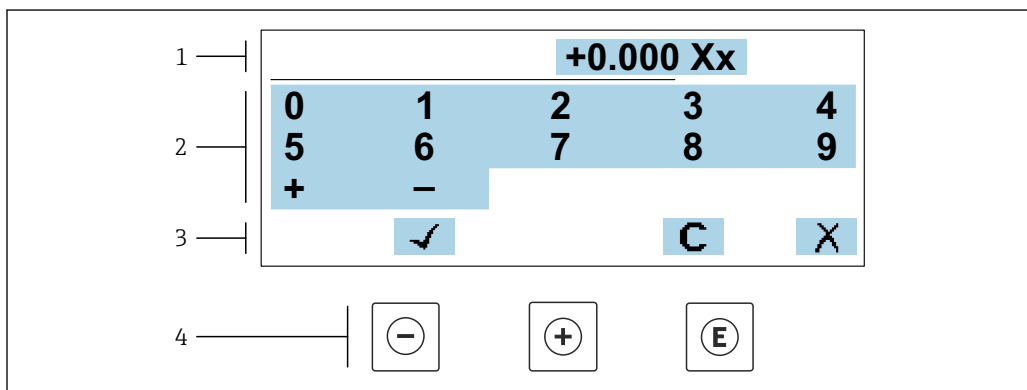 1 +0.000 Xx
0 1 2 3 4
2 5 6 7 8 9
+ –
3 ✓ C X
4 − + E